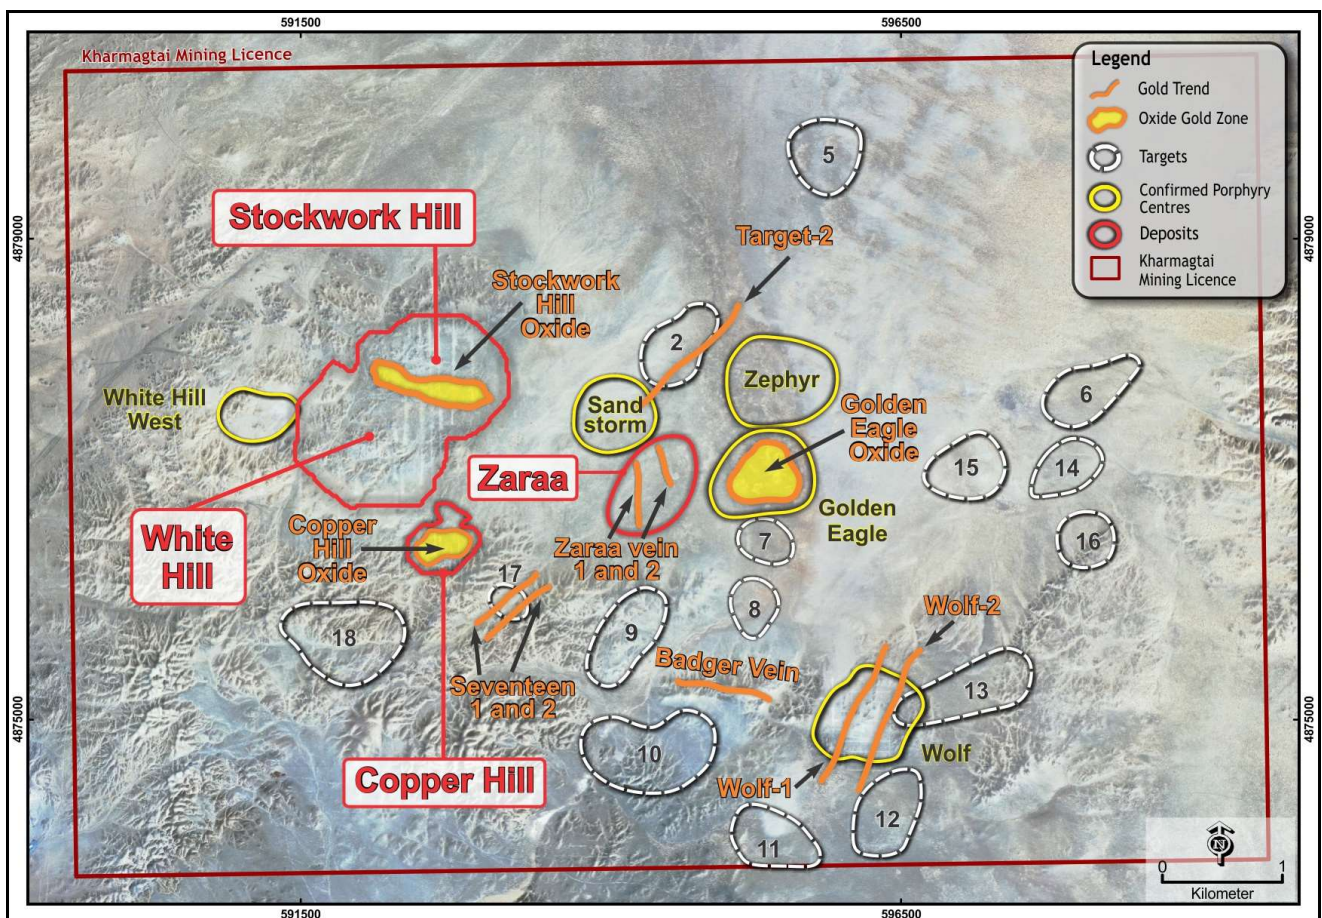 591500
596500
Kharmagtai Mining Licence
Legend
Gold Trend
Oxide Gold Zone
Targets
Confirmed Porphyry
Centres
Deposits
Kharmagtai
Mining Licence
4879000
4879000
5
Stockwork Hill
Target-2
Stockwork
Hill
Oxide
2
Zephyr
White Hill
West
Sand
storm
Golden
Eagle
Oxide
6
Zaraa
15
14
Golden
Eagle
White
Hill
Copper
Hill
Oxide
Zaraa vein
1 and 2
7
16
17
8
Wolf-2
18
9
Badger Vein
Seventeen
1 and 2
13
4875000
4875000
10
Wolf
Copper Hill
Wolf-1
12
11
N
0 1
Kilometer
591500
596500